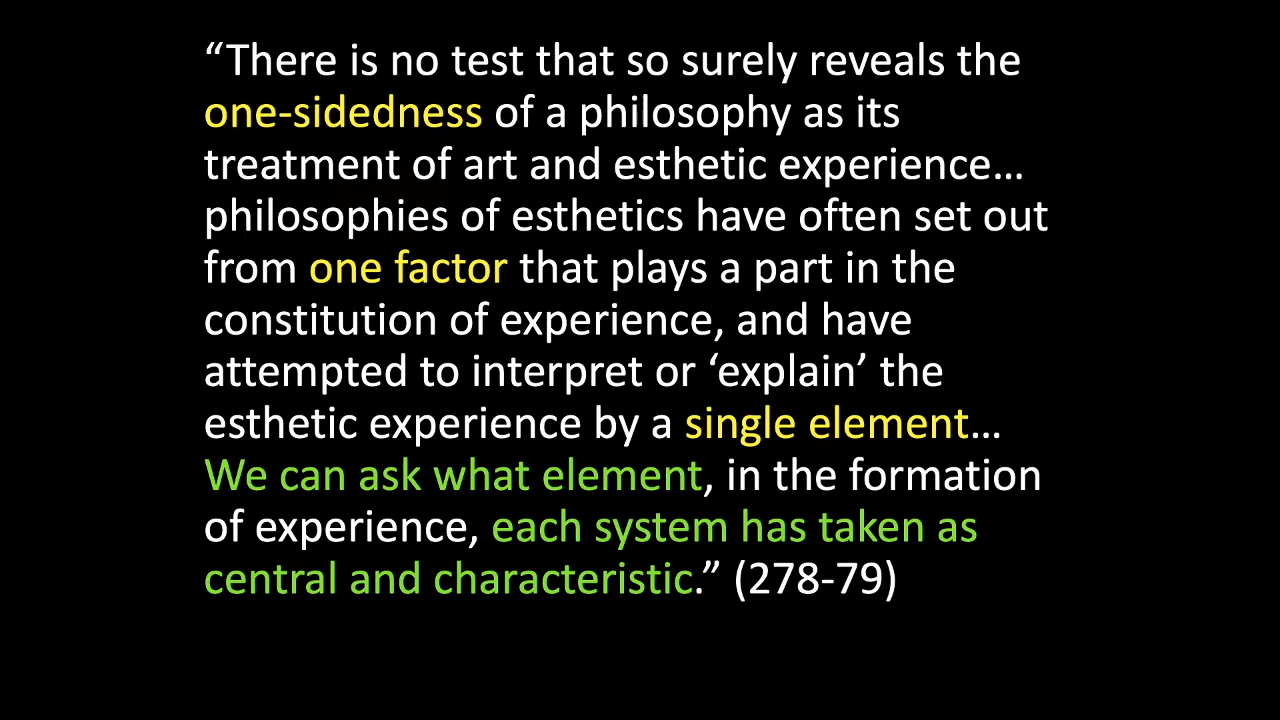 “There is no test that so surely reveals the
one-sidedness of a philosophy as its
treatment of art and esthetic experience…
philosophies of esthetics have often set out
from one factor that plays a part in the
constitution of experience, and have
attempted to interpret or ‘explain’ the
esthetic experience by a single element…
We can ask what element, in the formation
of experience, each system has taken as
central and characteristic.” (278-79)